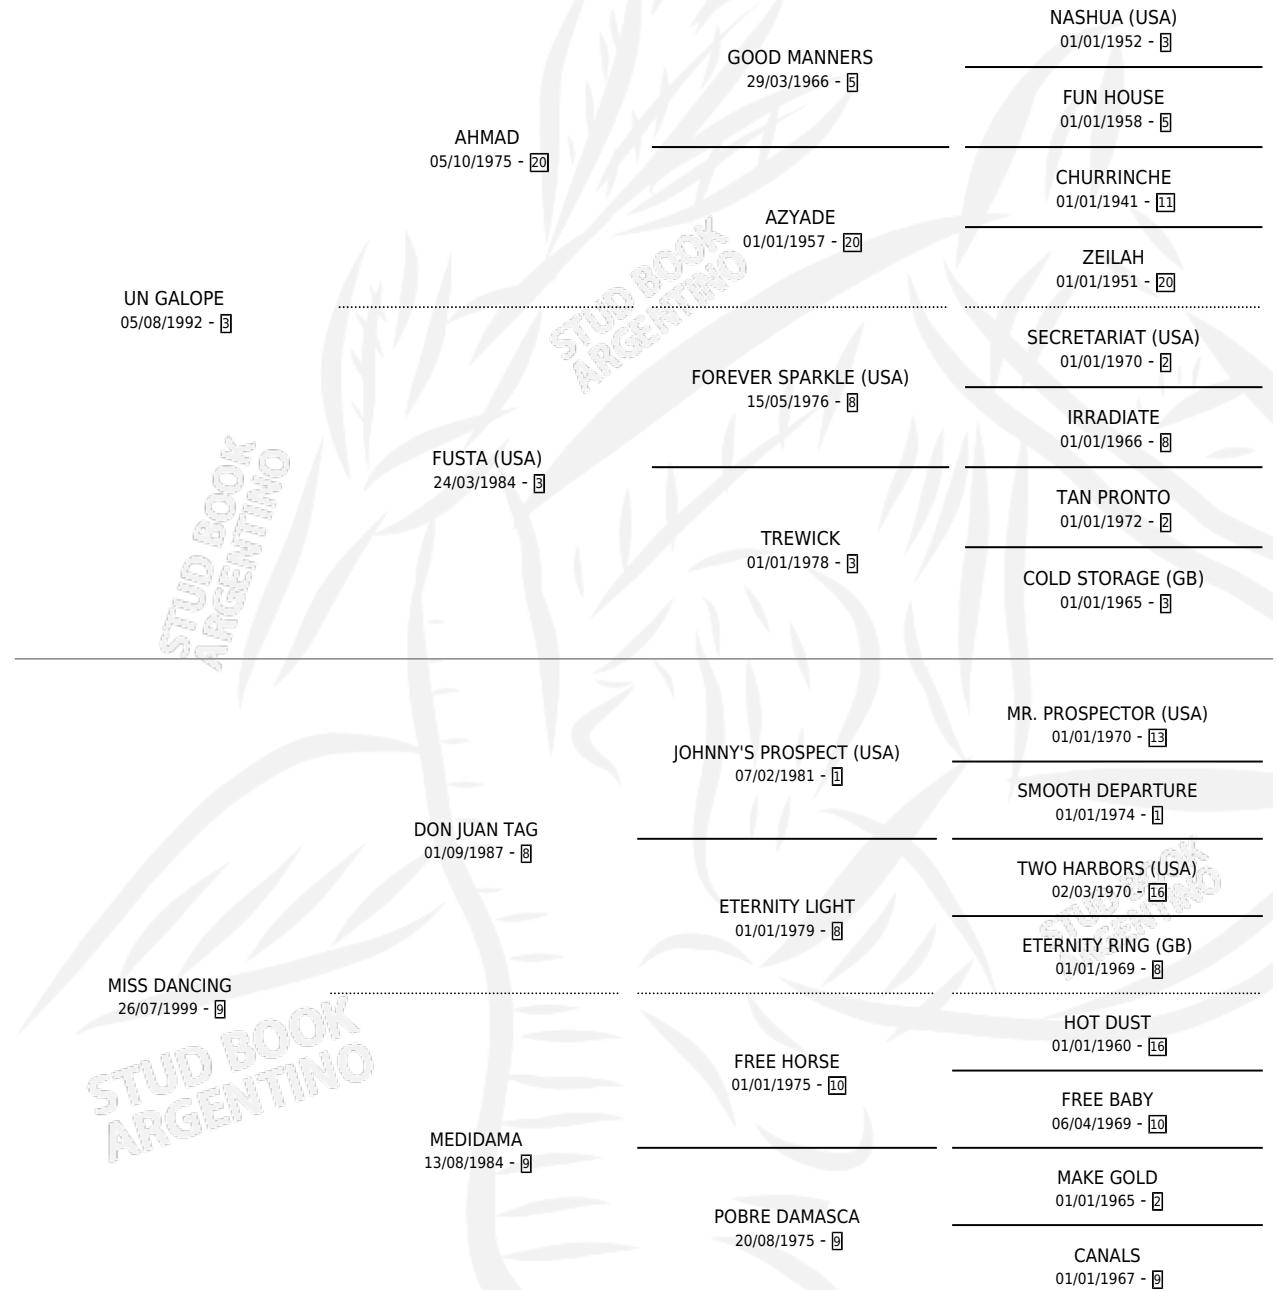 NASHUA (USA)
01/01/1952 - 3
GOOD MANNERS
29/03/1966 - 5
FUN HOUSE
01/01/1958 - 5
AHMAD
05/10/1975 - 20
CHURRINCHE
01/01/1941 - 11
AZYADE
01/01/1957 - 20
ZEILAH
01/01/1951 - 20
UN GALOPE
05/08/1992 - 3
SECRETARIAT (USA)
01/01/1970 - 2
FOREVER SPARKLE (USA)
15/05/1976 - 8
IRRADIATE
01/01/1966 - 8
FUSTA (USA)
24/03/1984 - 3
TAN PRONTO
01/01/1972 - 2
TREWICK
01/01/1978 - 3
COLD STORAGE (GB)
01/01/1965 - 3
MR. PROSPECTOR (USA)
01/01/1970 - 13
JOHNNY'S PROSPECT (USA)
07/02/1981 - 1
SMOOTH DEPARTURE
01/01/1974 - 1
DON JUAN TAG
01/09/1987 - 8
TWO HARBORS (USA)
02/03/1970 - 16
ETERNITY LIGHT
01/01/1979 - 8
ETERNITY RING (GB)
01/01/1969 - 8
MISS DANCING
26/07/1999 - 9
HOT DUST
01/01/1960 - 16
FREE HORSE
01/01/1975 - 10
FREE BABY
06/04/1969 - 10
MEDIDAMA
13/08/1984 - 9
MAKE GOLD
01/01/1965 - 2
POBRE DAMASCA
20/08/1975 - 9
CANALS
01/01/1967 - 9
STUD BOOK
ARGENTINO
STUD BOOK
ARGENTINO
STUD BOOK
ARGENTINO
STUD BOOK
ARGENTINO